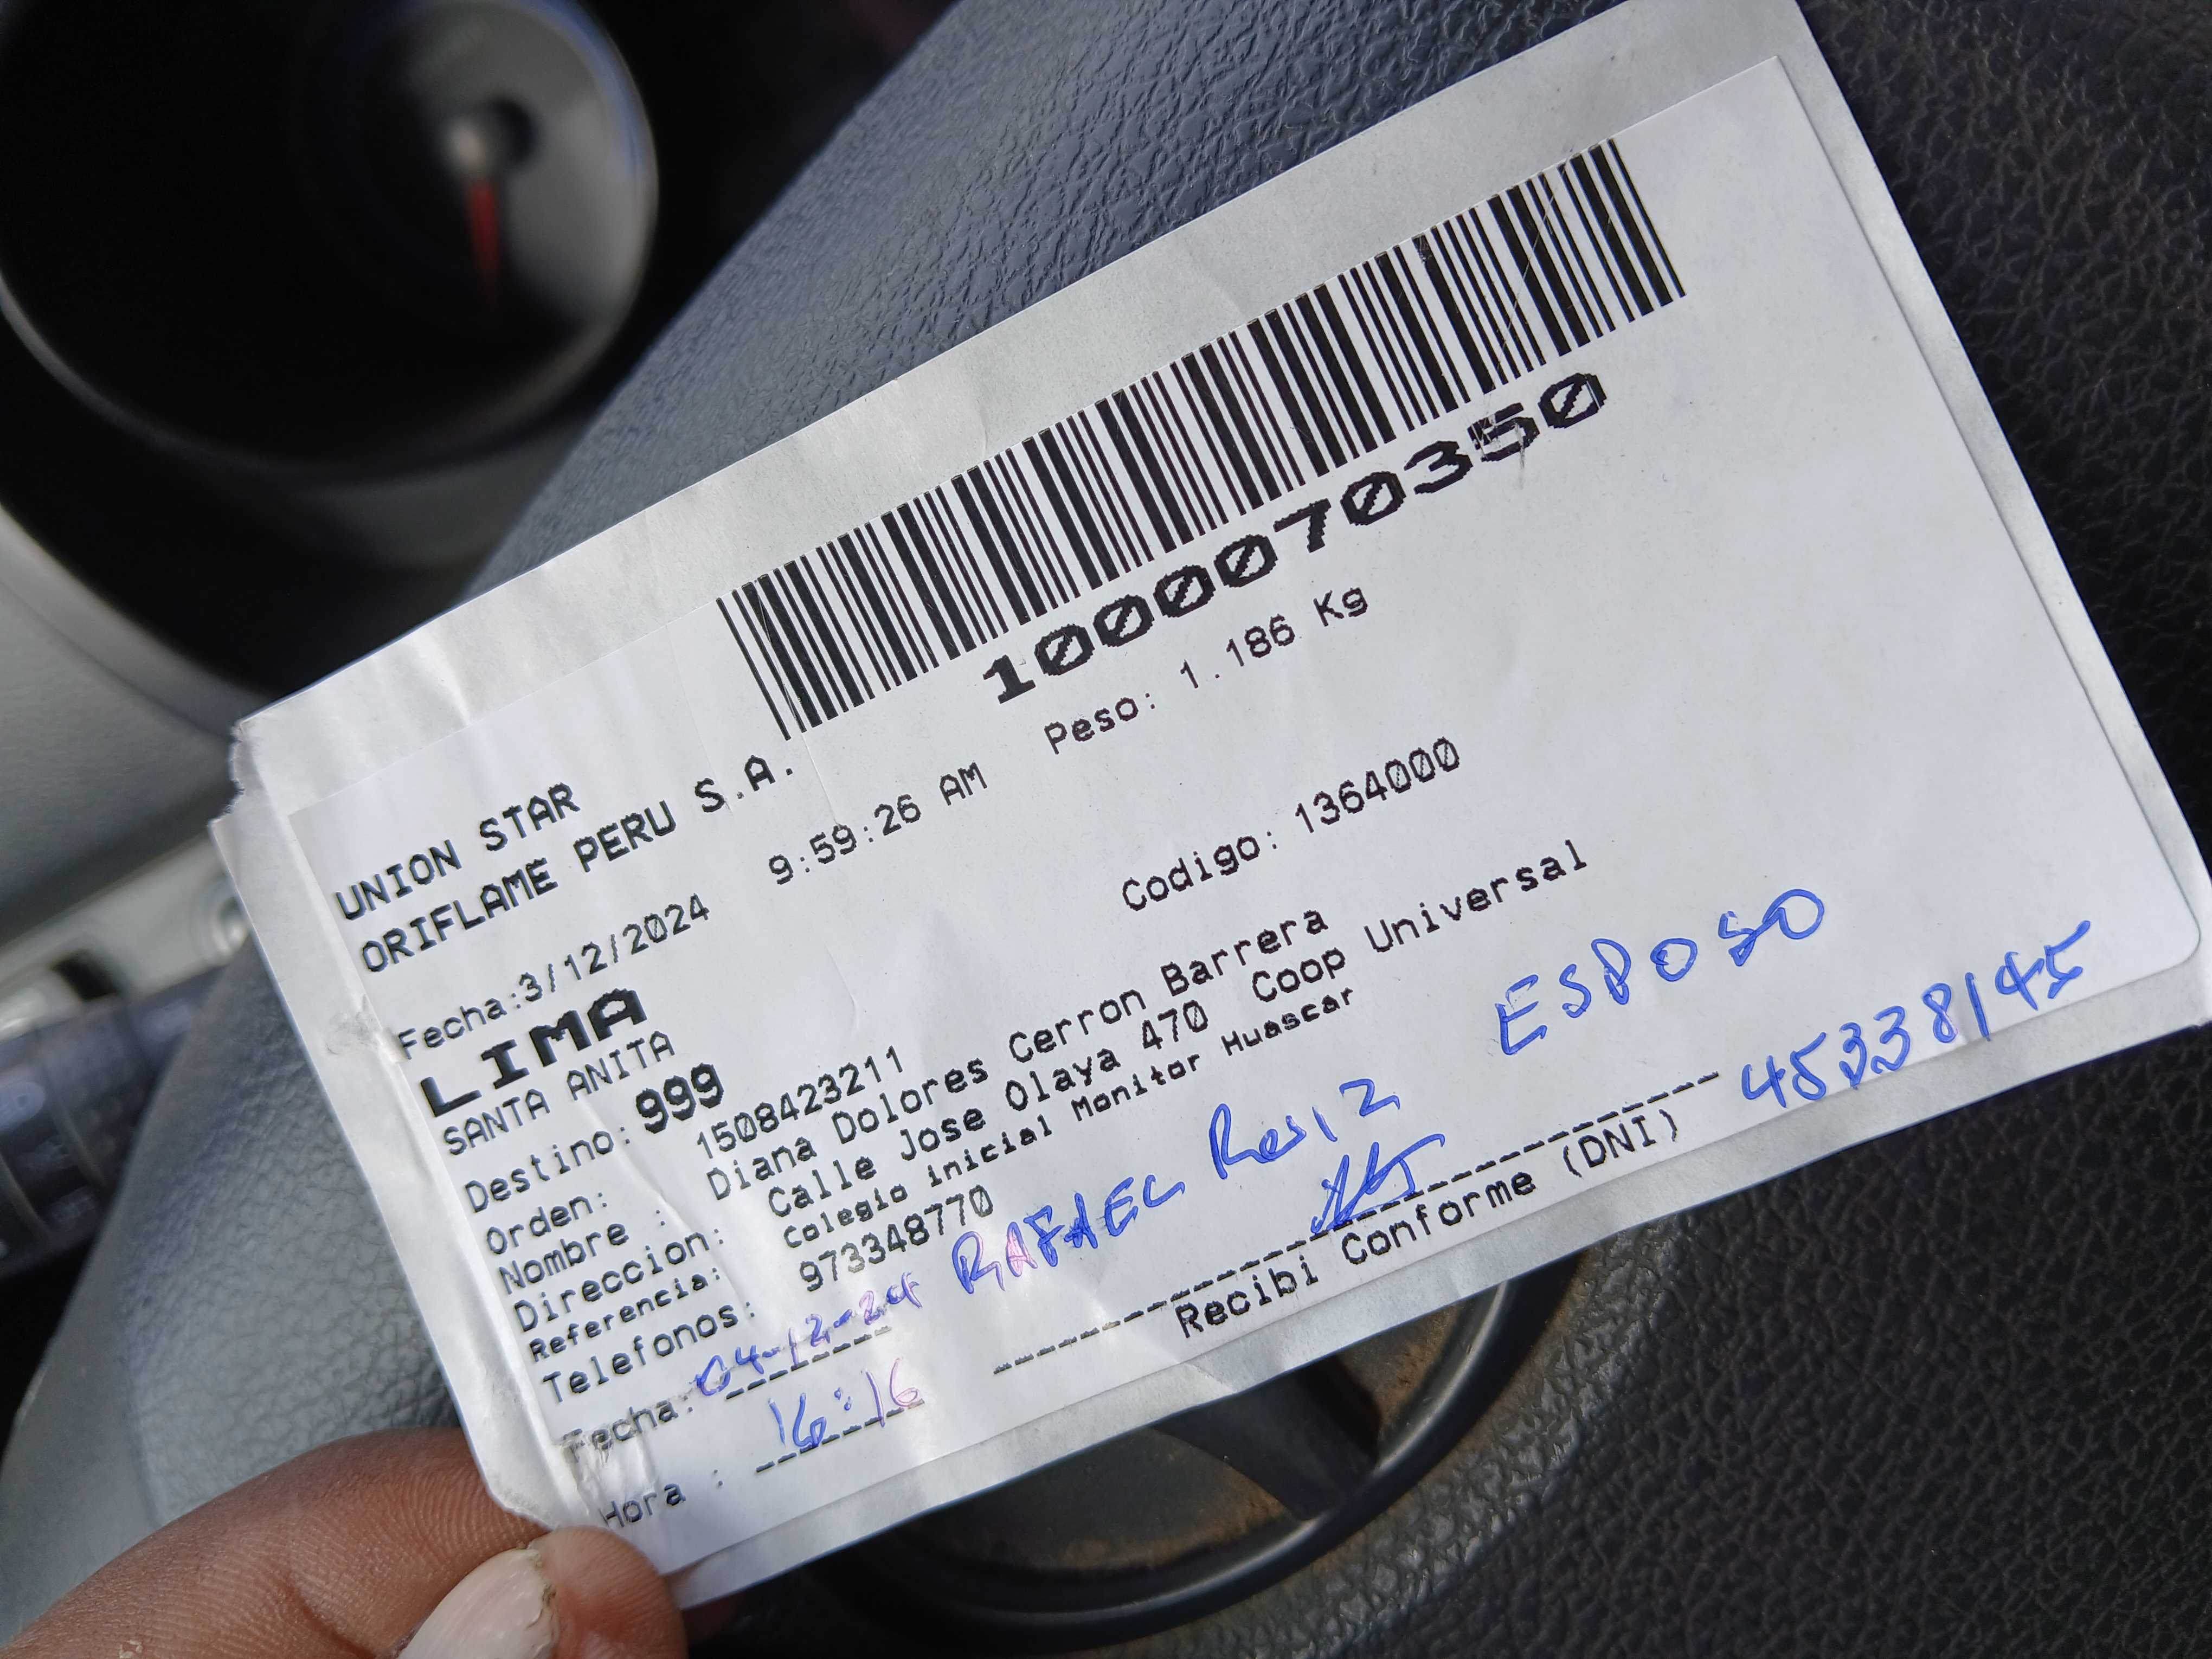 100007​0350
UNION STAR
ORIFLAME PERU S.A.
Fecha:3/12/2024 9:59:26 AM Peso: 1.186 Kg
LIMA
SANTA ANITA
Destino: 999 Codigo: 1364000
Orden: 1508423211
Nombre : Diana Dolores Cerron Barrera
Direccion: Calle Jose Olaya 470 Coop Universal
Referencia: Colegio inicial Monitor Huascar
Telefonos: 973348770
Fecha: 04-12-24 RAFAEL ESPOSO
Hora : 16:16
Recibi Conforme (DNI) 45338145